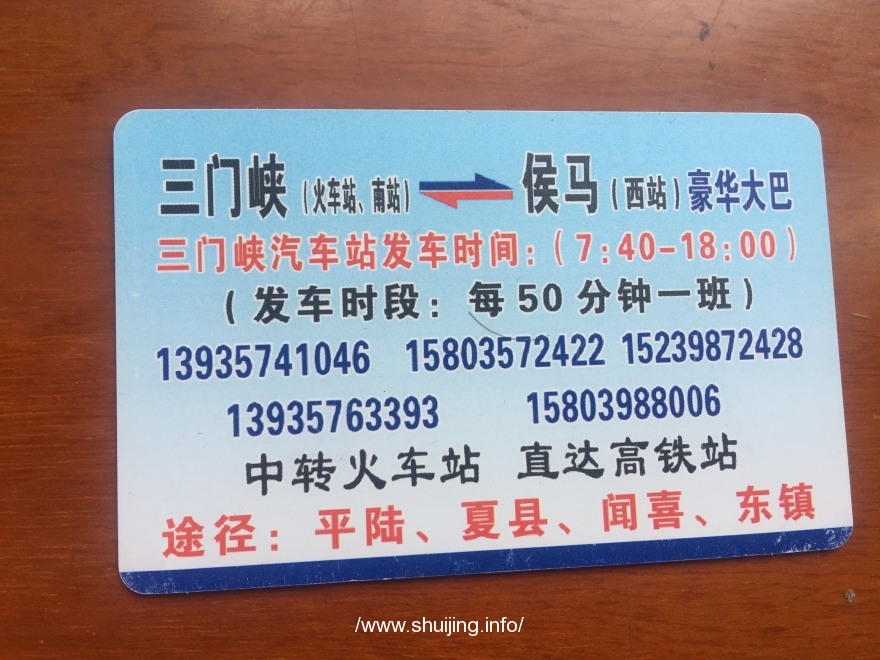 三门峡（火车站、南站） 侯马（西站）豪华大巴
三门峡汽车站发车时间：（7:40-18:00）
（发车时段：每50分钟一班）
13935741046 15803572422 15239872428
13935763393 15803988006
中转火车站 直达高铁站
途径：平陆、夏县、闻喜、东镇
/www.shuijing.info/